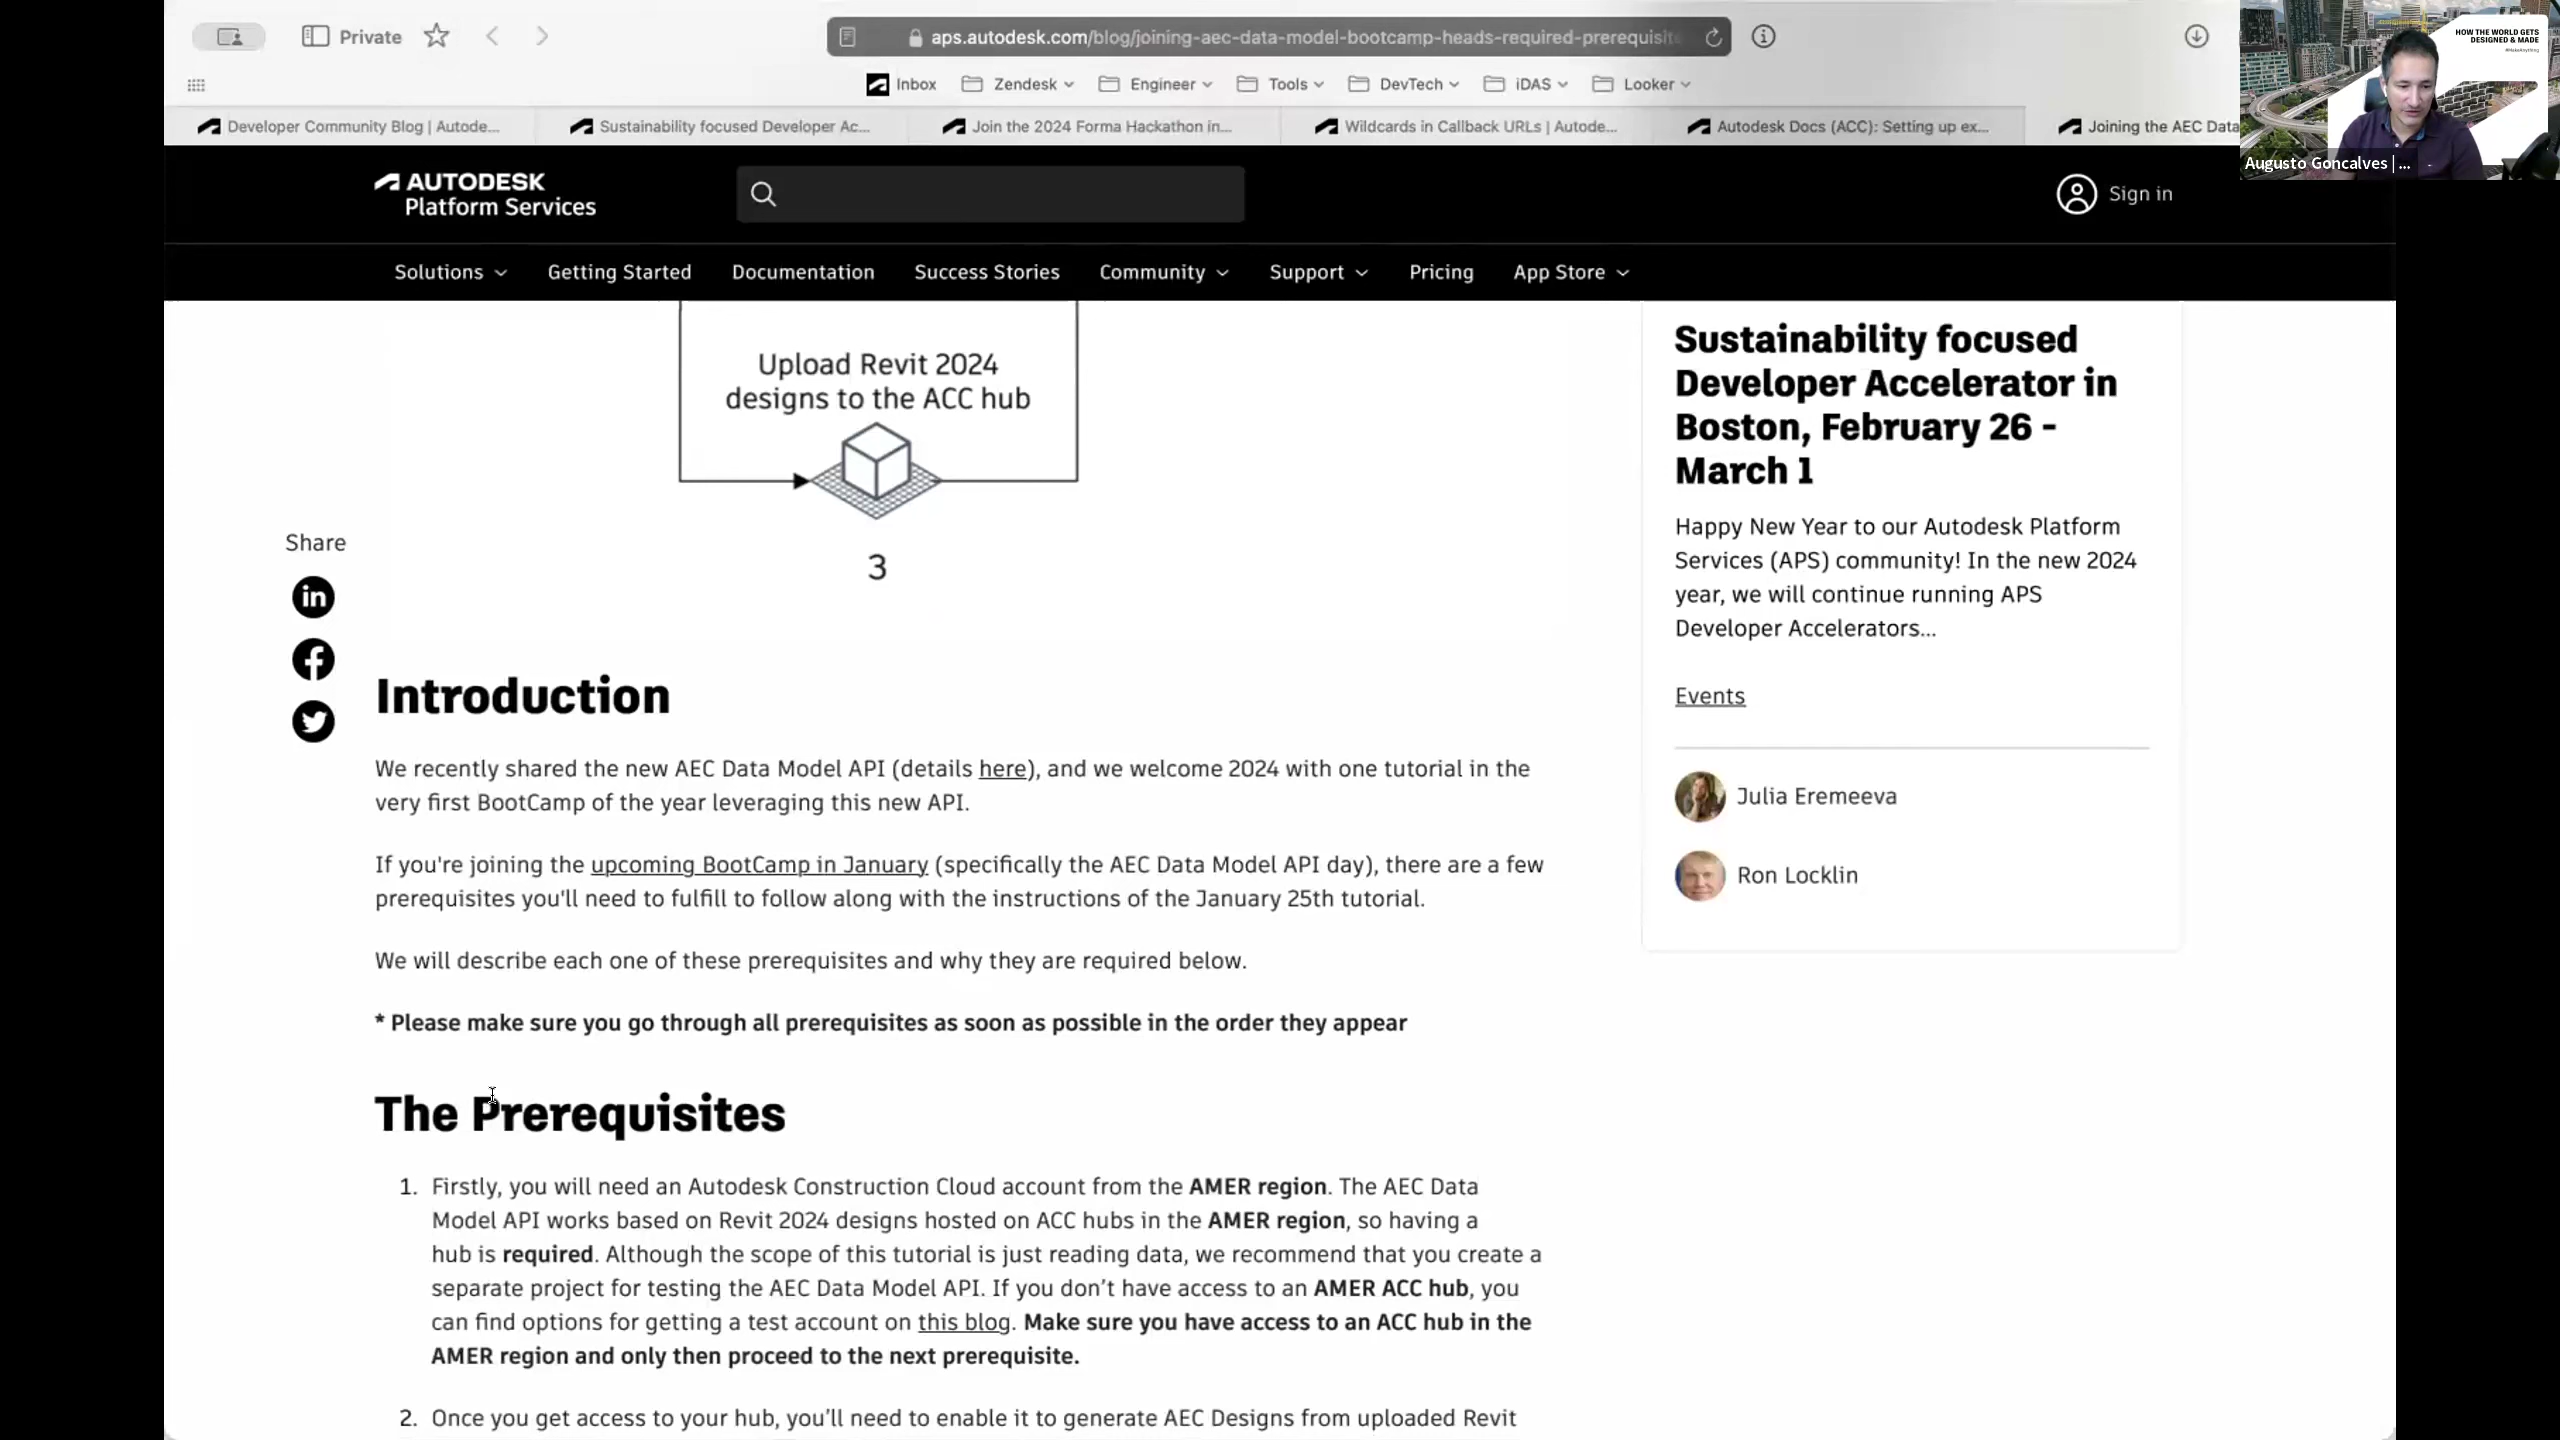 Private
aps.autodesk.com/blog/joining-aec-data-model-bootcamp-heads-required-prerequisit
Inbox
Zendesk
Engineer
Tools
DevTech
iDAS
Looker
Developer Community Blog | Autode...
Sustainability focused Developer Ac...
Join the 2024 Forma Hackathon in...
Wildcards in Callback URLs | Autode...
Autodesk Docs (ACC): Setting up ex...
Joining the AEC Data
HOW THE WORLD GETS
DESIGNED & MADE
Augusto Goncalves | ...
AUTODESK
Platform Services
Sign in
Solutions
Getting Started
Documentation
Success Stories
Community
Support
Pricing
App Store
Upload Revit 2024
designs to the ACC hub
3
Share
in
Introduction
We recently shared the new AEC Data Model API (details here), and we welcome 2024 with one tutorial in the
very first BootCamp of the year leveraging this new API.
If you're joining the upcoming BootCamp in January (specifically the AEC Data Model API day), there are a few
prerequisites you'll need to fulfill to follow along with the instructions of the January 25th tutorial.
We will describe each one of these prerequisites and why they are required below.
* Please make sure you go through all prerequisites as soon as possible in the order they appear
The Prerequisites
1. Firstly, you will need an Autodesk Construction Cloud account from the AMER region. The AEC Data
Model API works based on Revit 2024 designs hosted on ACC hubs in the AMER region, so having a
hub is required. Although the scope of this tutorial is just reading data, we recommend that you create a
separate project for testing the AEC Data Model API. If you don’t have access to an AMER ACC hub, you
can find options for getting a test account on this blog. Make sure you have access to an ACC hub in the
AMER region and only then proceed to the next prerequisite.
2. Once you get access to your hub, you’ll need to enable it to generate AEC Designs from uploaded Revit
Sustainability focused
Developer Accelerator in
Boston, February 26 -
March 1
Happy New Year to our Autodesk Platform
Services (APS) community! In the new 2024
year, we will continue running APS
Developer Accelerators...
Events
Julia Eremeeva
Ron Locklin